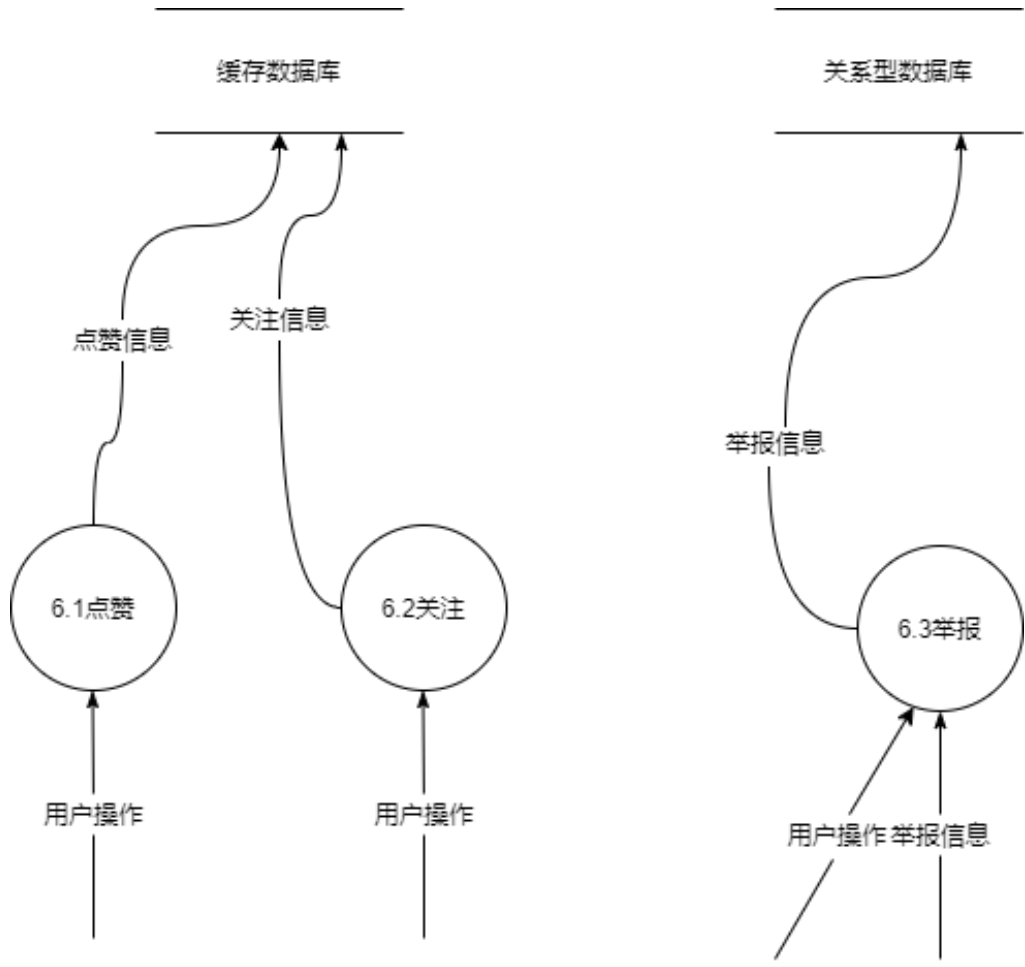 缓存数据库
关系型数据库
点赞信息
关注信息
举报信息
6.1点赞
6.2关注
6.3举报
用户操作
用户操作
用户操作
举报信息